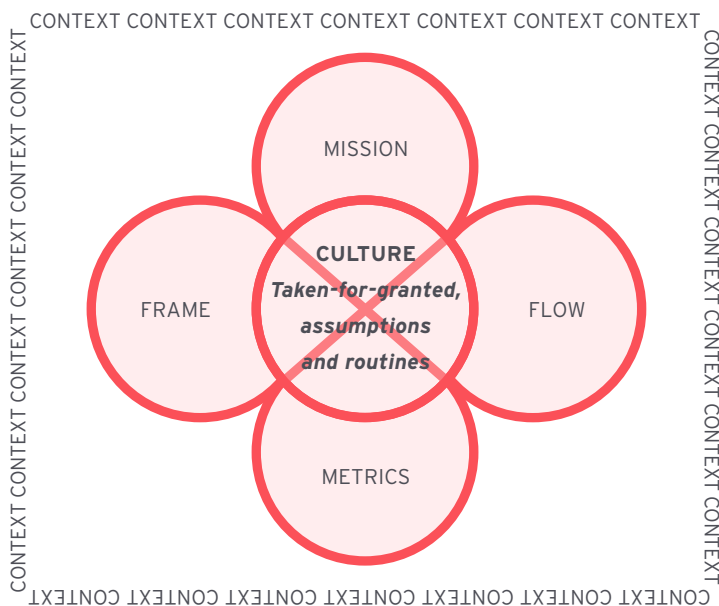 CONTEXT CONTEXT CONTEXT CONTEXT CONTEXT CONTEXT CONTEXT
CONTEXT CONTEXT CONTEXT CONTEXT CONTEXT CONTEXT
MISSION
CULTURE
Taken-for-granted,
FRAME
FLOW
assumptions
and routines
METRICS
CONTEXT CONTEXT CONTEXT CONTEXT CONTEXT CONTEXT
CONTEXT CONTEXT CONTEXT CONTEXT CONTEXT CONTEXT CONTEXT